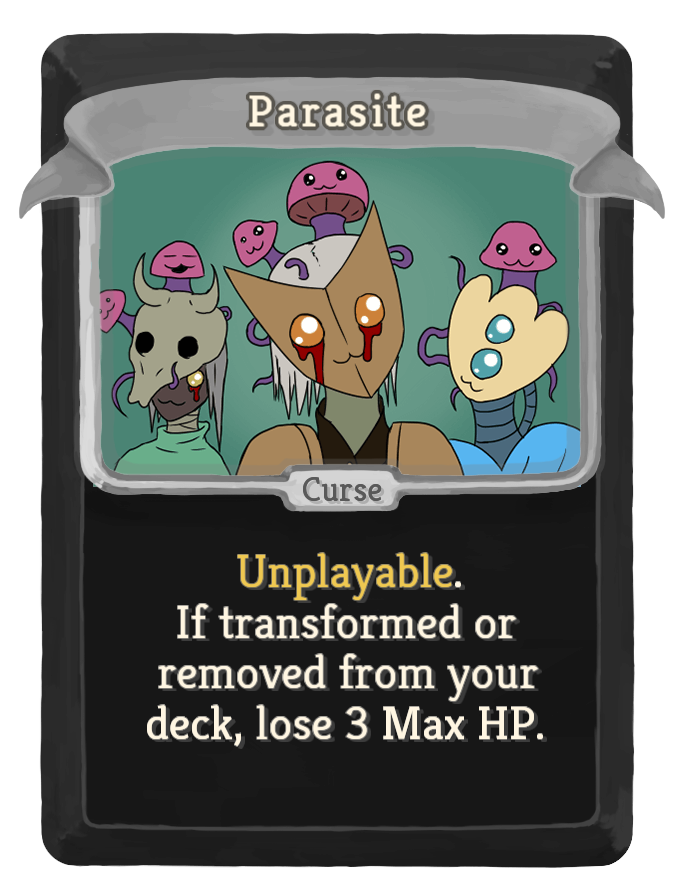 Parasite
Curse
Unplayable.
If transformed or
removed from your
deck, lose 3 Max HP.